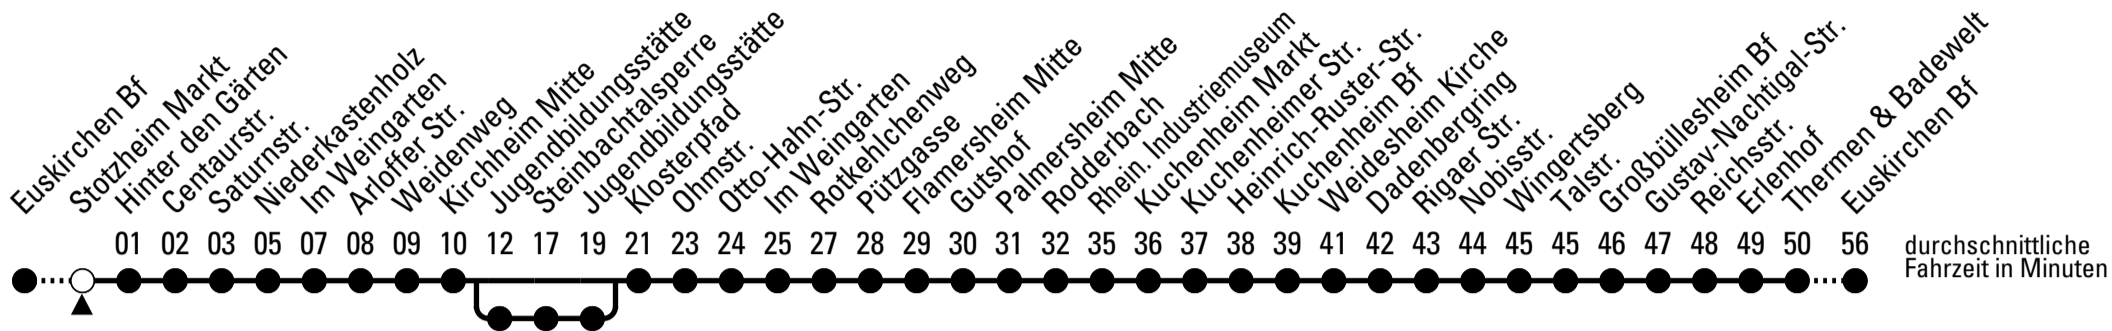 Euskirchen Bf
Stotzheim Markt
Hinter den Gärten
Centaurstr.
Saturnstr.
Niederkastenholz
Im Weingarten
Arloffer Str.
Weidenweg
Kirchheim Mitte
Jugendbildungsstätte
Steinbachtalsperre
Jugendbildungsstätte
Klosterpfad
Ohmstr.
Otto-Hahn-Str.
Im Weingarten
Rotkehlchenweg
Pützgasse
Flamersheim Mitte
Gutshof
Palmersheim Mitte
Rodderbach
Rhein. Industriemuseum
Kuchenheim Markt
Kuchenheimer Str.
Heinrich-Ruster-Str.
Kuchenheim Bf
Weidesheim Kirche
Dadenbergring
Rigaer Str.
Nobisstr.
Wingertsberg
Talstr.
Großbüllesheim Bf
Gustav-Nachtigal-Str.
Reichsstr.
Erlenhof
Thermen & Badewelt
Euskirchen Bf
01 02 03 05 07 08 09 10 12 17 19 21 23 24 25 27 28 29 30 31 32 35 36 37 38 39 41 42 43 44 45 45 46 47 48 49 50 56
durchschnittliche
Fahrzeit in Minuten